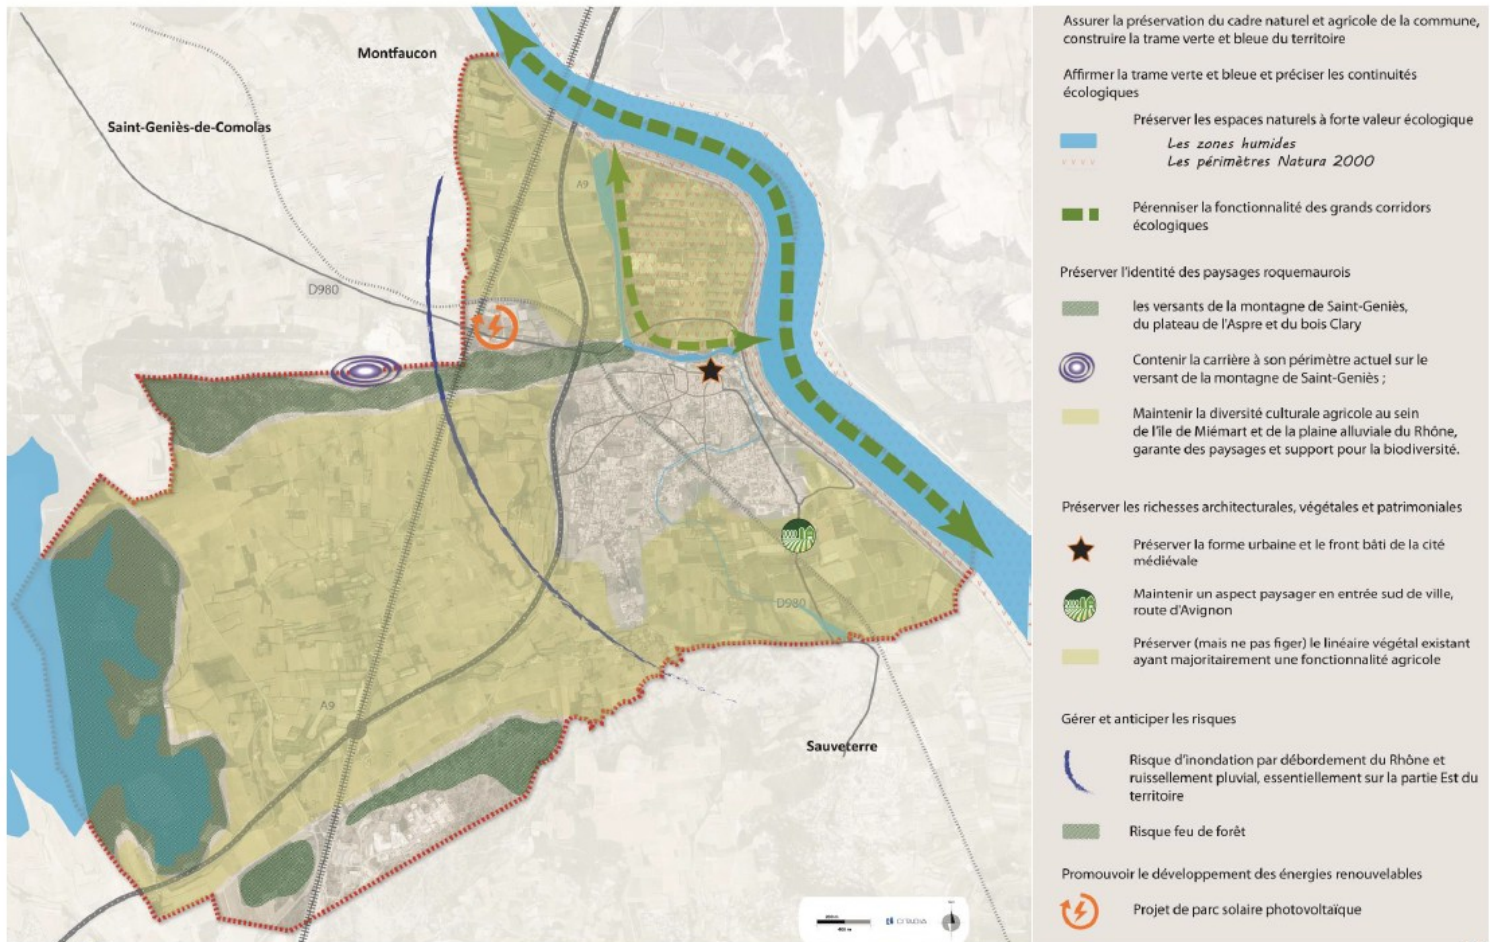 Montfaucon
Saint-Geniès-de-Comolas
A9
D980
D980
A9
Sauveterre
CITADIA
Assurer la préservation du cadre naturel et agricole de la commune,
construire la trame verte et bleue du territoire
Affirmer la trame verte et bleue et préciser les continuités
écologiques
Préserver les espaces naturels à forte valeur écologique
Les zones humides
Les périmètres Natura 2000
Pérenniser la fonctionnalité des grands corridors
écologiques
Préserver l'identité des paysages roquemaurois
les versants de la montagne de Saint-Geniès,
du plateau de l'Aspre et du bois Clary
Contenir la carrière à son périmètre actuel sur le
versant de la montagne de Saint-Geniès ;
Maintenir la diversité culturale agricole au sein
de l'île de Miémart et de la plaine alluviale du Rhône,
garante des paysages et support pour la biodiversité.
Préserver les richesses architecturales, végétales et patrimoniales
Préserver la forme urbaine et le front bâti de la cité
médiévale
Maintenir un aspect paysager en entrée sud de ville,
route d'Avignon
Préserver (mais ne pas figer) le linéaire végétal existant
ayant majoritairement une fonctionnalité agricole
Gérer et anticiper les risques
Risque d'inondation par débordement du Rhône et
ruissellement pluvial, essentiellement sur la partie Est du
territoire
Risque feu de forêt
Promouvoir le développement des énergies renouvelables
Projet de parc solaire photovoltaïque